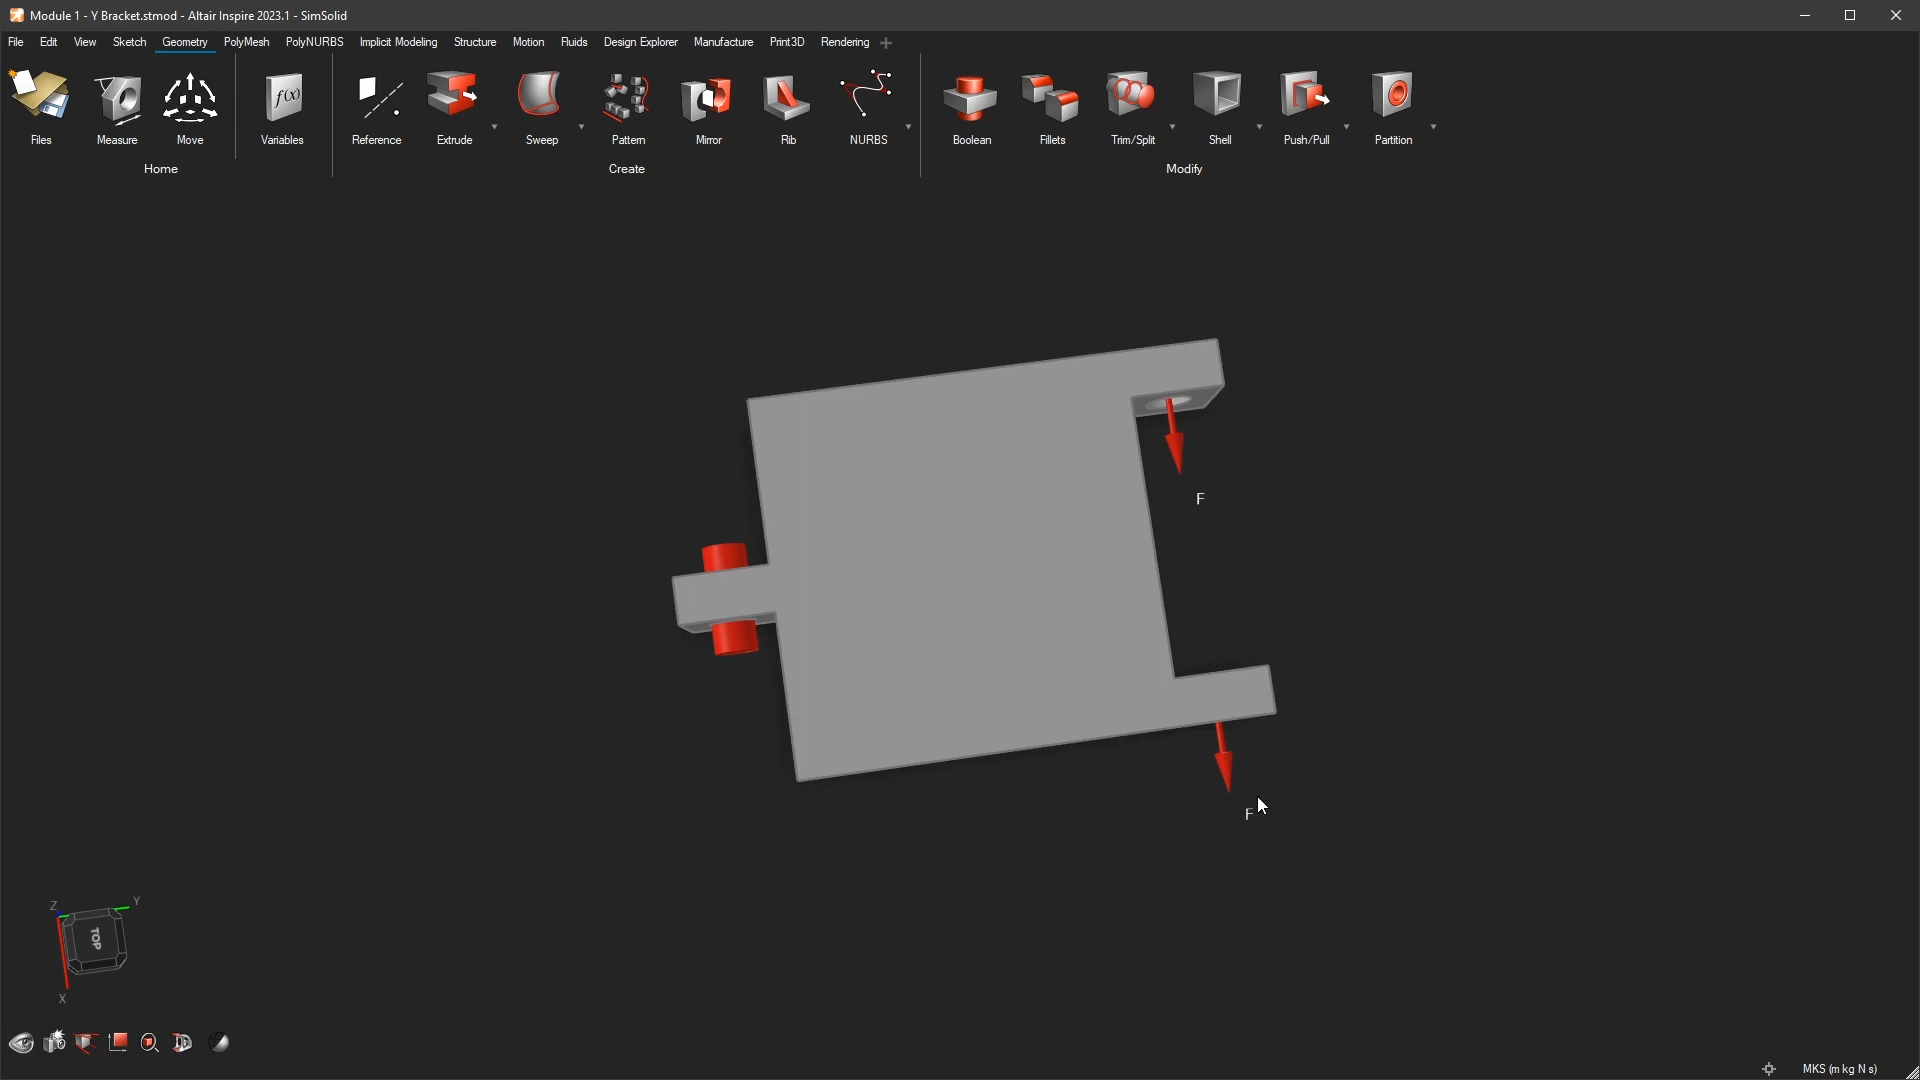 Module 1 - Y Bracket.stmod - Altair Inspire 2023.1 - SimSolid
File Edit View Sketch Geometry PolyMesh PolyNURBS Implicit Modeling Structure Motion Fluids Design Explorer Manufacture Print3D Rendering
f(x)
Files Measure Move Variables Reference Extrude Sweep Pattern Mirror Rib NURBS Boolean Fillets Trim/Split Shell Push/Pull Partition
Home Create Modify
F
F
Z Y
TOP
X
MKS (m kg N s)